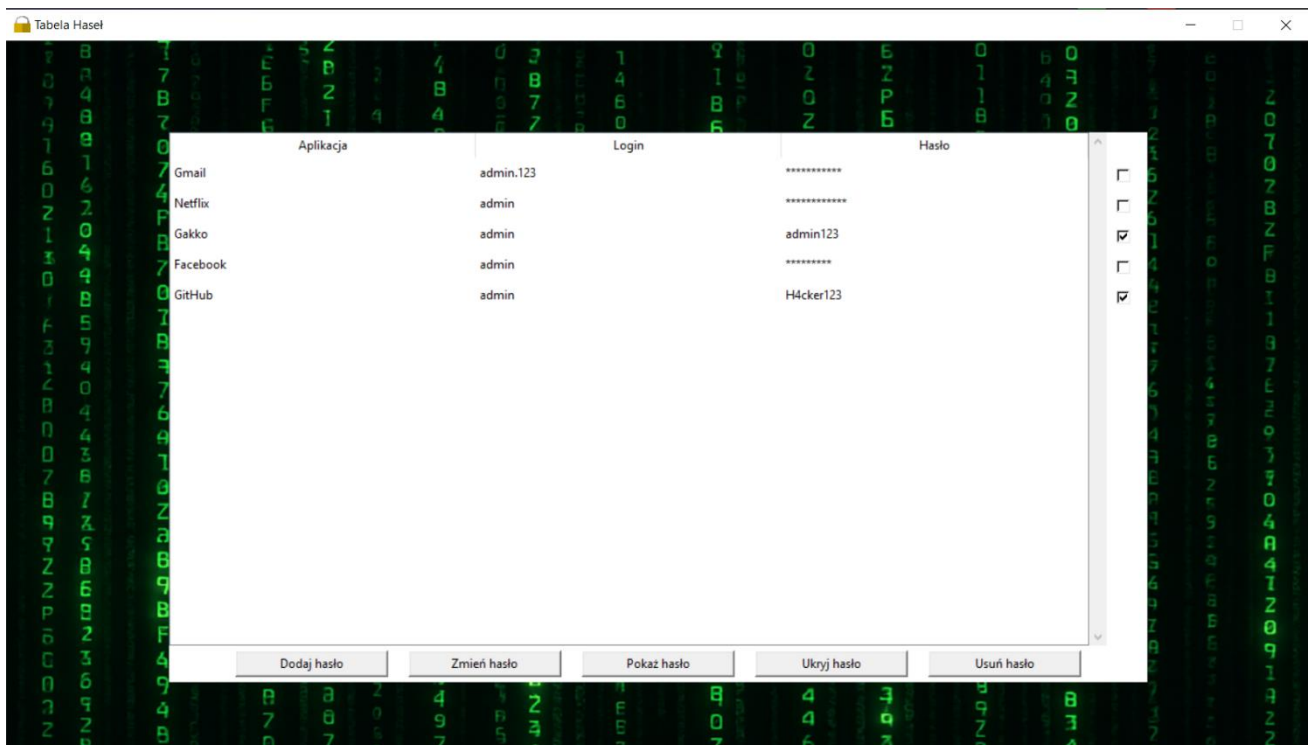 Tabela Haseł
Aplikacja Login Hasło
Gmail admin.123 ***********
Netflix admin ************
Gakko admin admin123
Facebook admin *********
GitHub admin H4cker123
Dodaj hasło Zmień hasło Pokaż hasło Ukryj hasło Usuń hasło